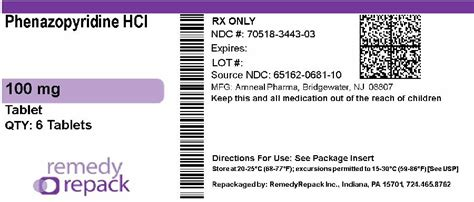 Phenazopyridine HCl
100 mg
Tablet
QTY: 6 Tablets
remedy
repack
RX ONLY
NDC #: 70518-3443-03
Expires:
LOT#:
Source NDC: 65162-0681-10
MFG: Amneal Pharma, Bridgewater, NJ 08807
Keep this and all medication out of the reach of children
Directions For Use: See Package Insert
Store at 20-25°C (68-77°F); excursions permitted to 15-30°C (59-86°F) [See USP]
Repackaged by: RemedyRepack Inc., Indiana, PA 15701, 724.465.8762